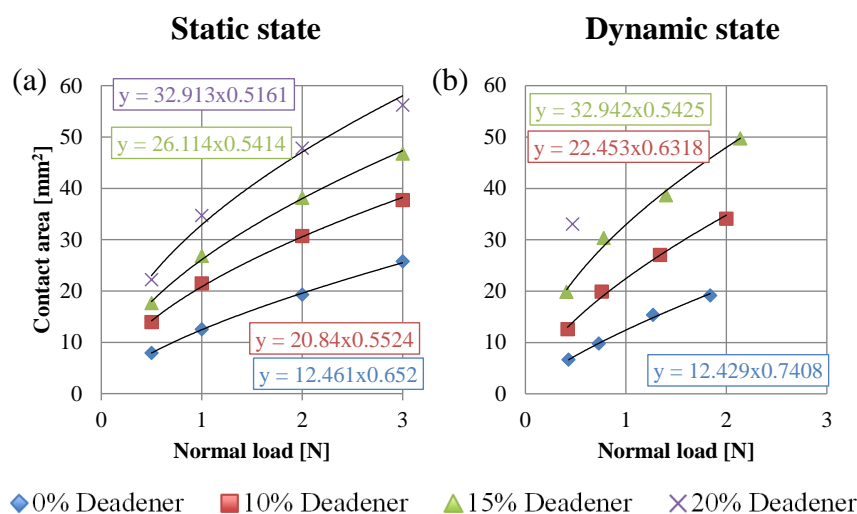 Static state
Dynamic state
(a)
(b)
Contact area [mm²]
60
50
40
30
20
10
0
0
1
2
3
Normal load [N]
y = 32.913x0.5161
y = 26.114x0.5414
y = 20.84x0.5524
y = 12.461x0.652
60
50
40
30
20
10
0
0
1
2
3
Normal load [N]
y = 32.942x0.5425
y = 22.453x0.6318
y = 12.429x0.7408
0% Deadener
10% Deadener
15% Deadener
20% Deadener